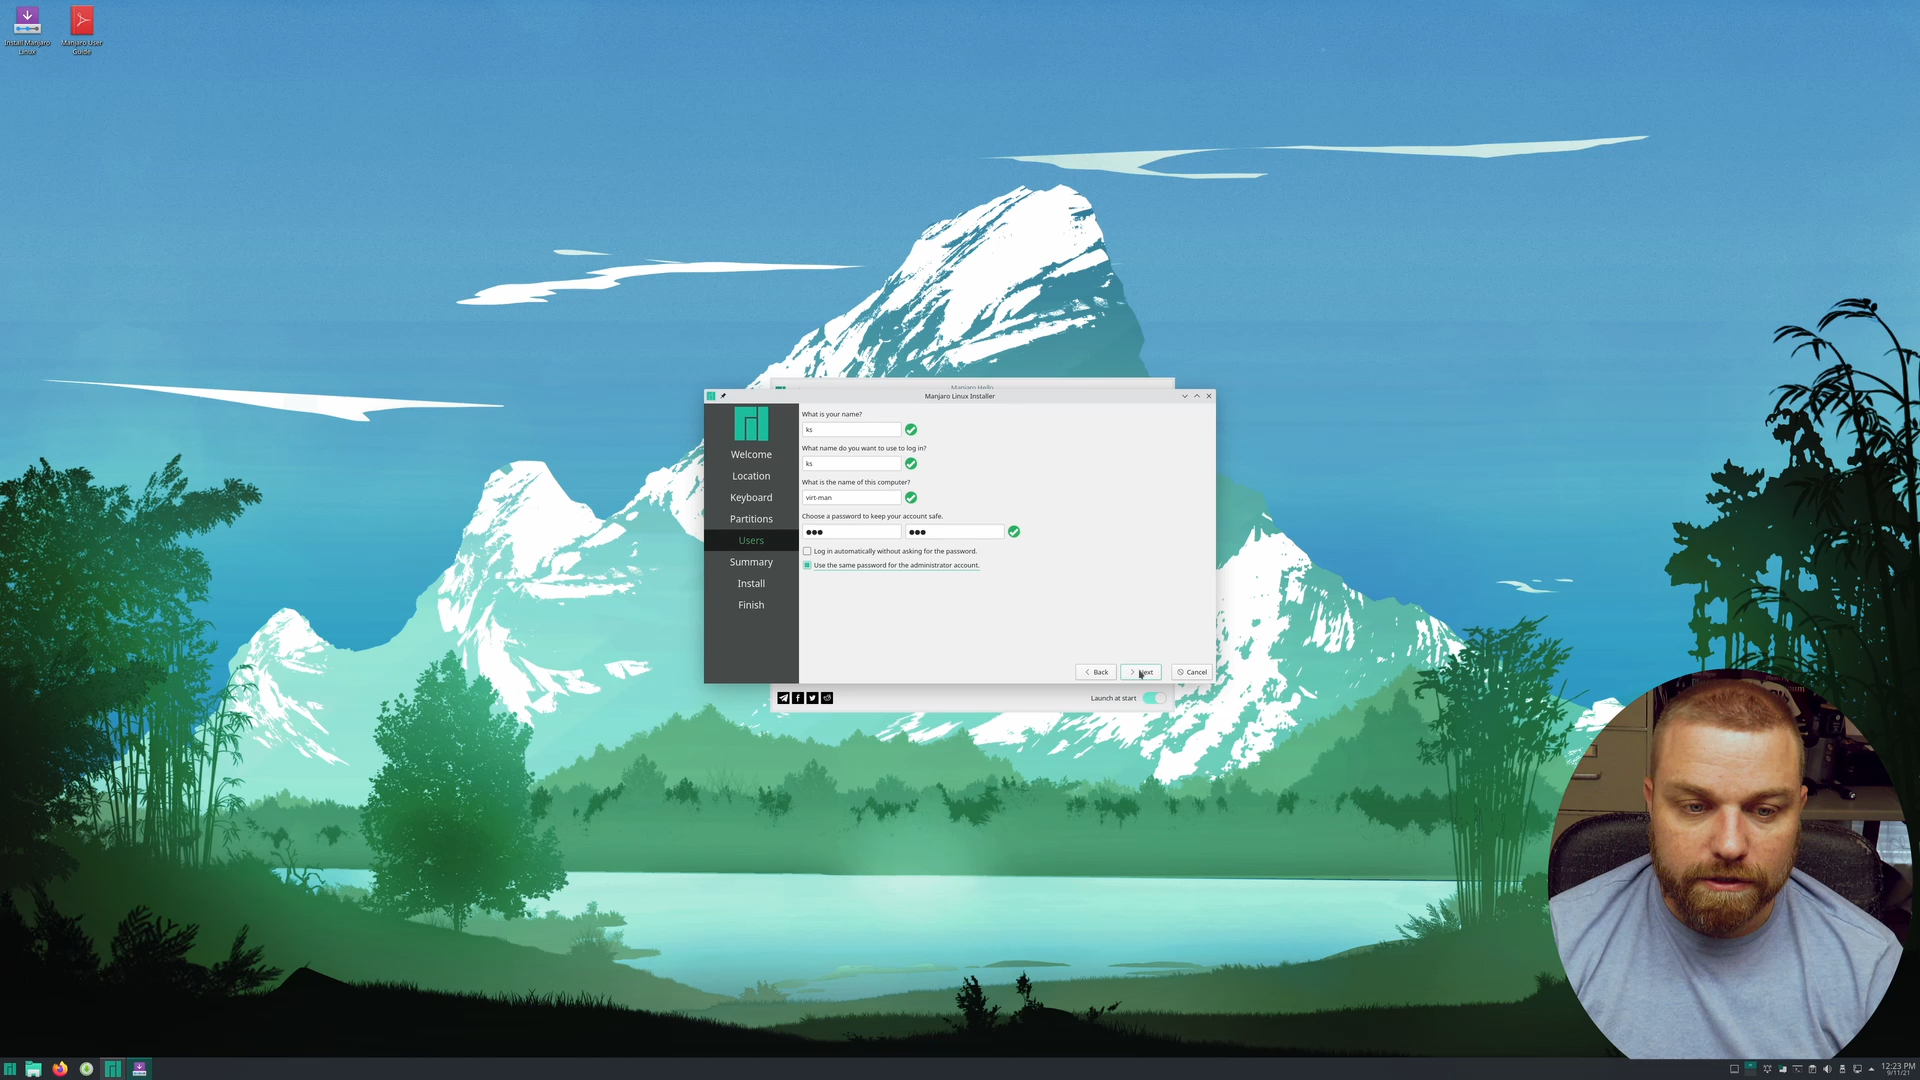 Install Manjaro
Linux
Manjaro User
Guide
Manjaro Hello
Manjaro Linux Installer
Welcome
Location
Keyboard
Partitions
Users
Summary
Install
Finish
What is your name?
ks
What name do you want to use to log in?
ks
What is the name of this computer?
virt-man
Choose a password to keep your account safe.
Log in automatically without asking for the password.
Use the same password for the administrator account.
Back
Next
Cancel
Launch at start
12:23 PM
9/11/21